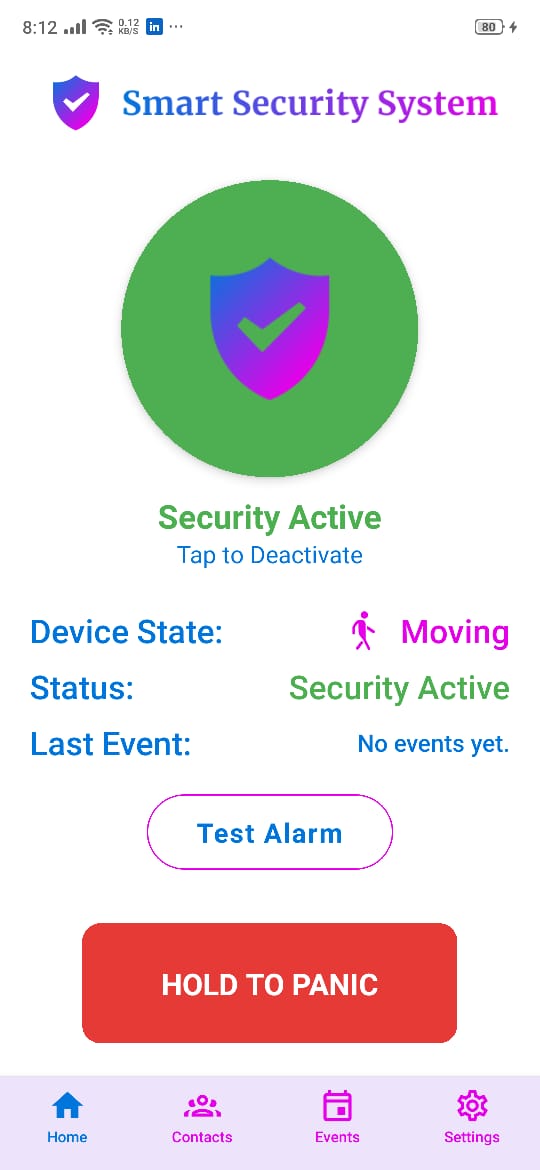 8:12 0.12 KB/S in ... 80
Smart Security System
Security Active
Tap to Deactivate
Device State: Moving
Status: Security Active
Last Event: No events yet.
Test Alarm
HOLD TO PANIC
Home Contacts Events Settings